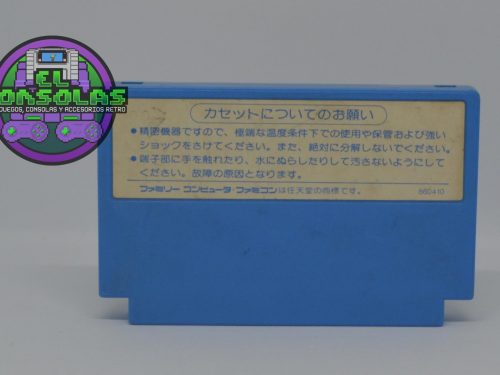 EL
CONSOLAS
JUEGOS, CONSOLAS Y ACCESORIOS RETRO
カセットについてのお願い
●精密機器ですので、極端な温度条件下での使用や保管および強い
ショックをさけてください。また、絶対に分解しないでください。
●端子部に手を触れたり、水にぬらしたりして汚さないようにして
ください。故障の原因となります。
ファミリー コンピュータ・ファミコンは任天堂の商標です。
860410